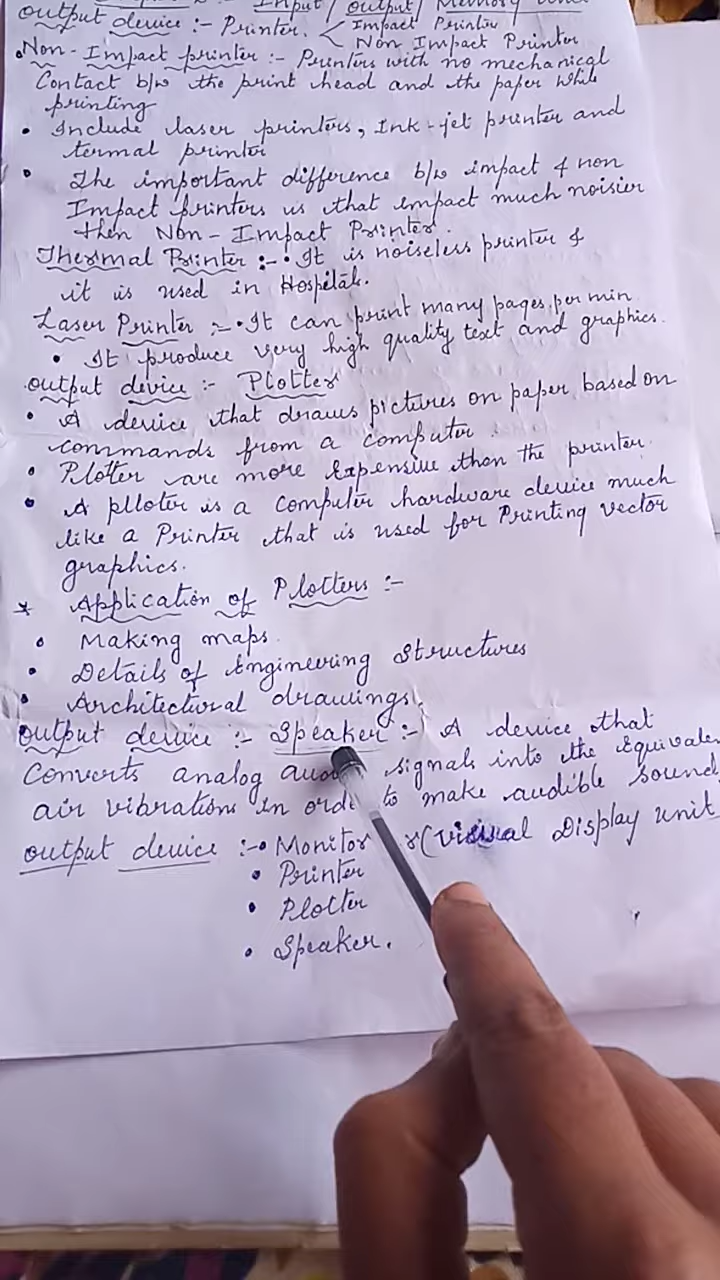 Input/ output/ Memory
output device :- Printer. < Impact Printer
Non Impact Printer
• Non - Impact printer :- Printers with no mechanical
Contact b/w the print head and the paper while
printing
• Include laser printers, Ink-jet printer and
termal printer
• The important difference b/w impact & non
Impact printers is that impact much noisier
then Non - Impact Printer.
Thermal Printer :- • It is noiseless printer &
it is used in Hospitals.
Laser Printer :- • It can print many pages per min
• It produce very high quality text and graphics.
output device :- Plotter
• A device that draws pictures on paper based on
commands from a computer.
• Plotter are more Expensive than the printer.
• A plloter is a computer hardware device much
like a Printer that is used for Printing vector
graphics.
* Application of Plotters :-
• Making maps
• Details of Engineering Structures
• Architectural drawings.
output device :- Speaker :- A device that
Converts analog signals into the Equivalen
air vibrations in to make audible sound
output device :- • Monitor (Visual Display unit
• Printer
• Plotter
• Speaker.